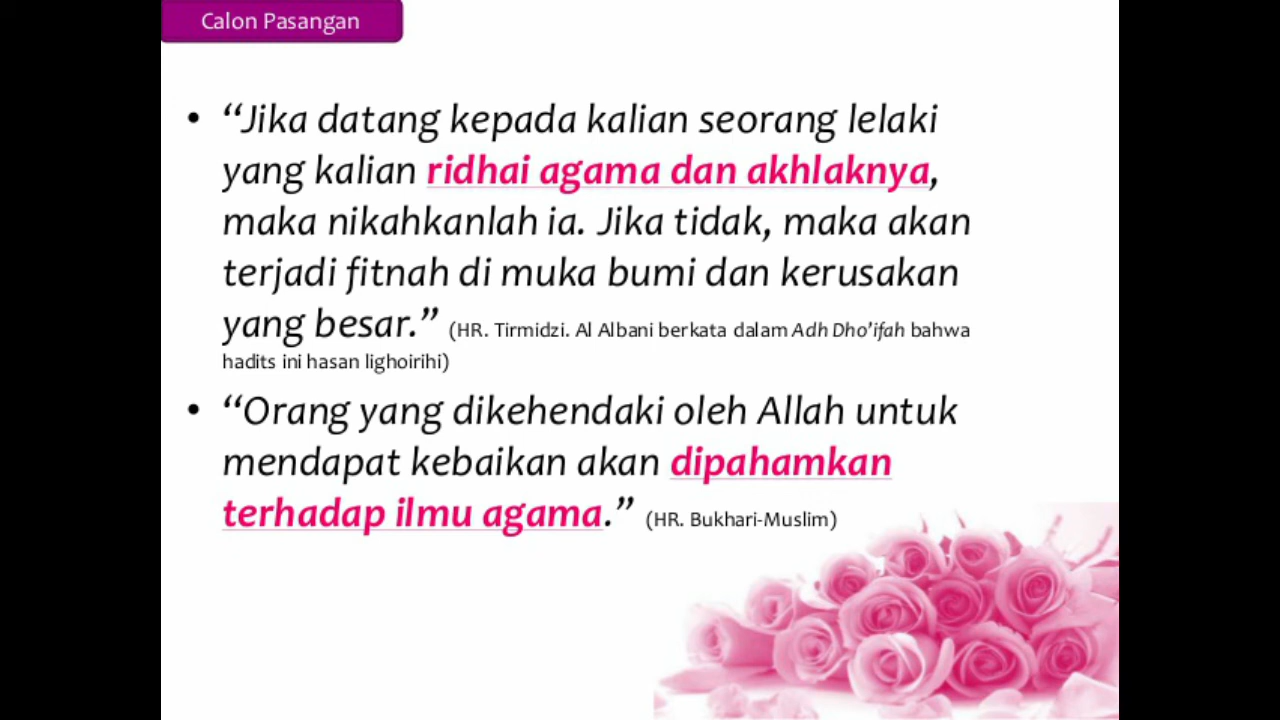 Calon Pasangan
• “Jika datang kepada kalian seorang lelaki
yang kalian ridhai agama dan akhlaknya,
maka nikahkanlah ia. Jika tidak, maka akan
terjadi fitnah di muka bumi dan kerusakan
yang besar.” (HR. Tirmidzi. Al Albani berkata dalam Adh Dho’ifah bahwa
hadits ini hasan lighoirihi)
• “Orang yang dikehendaki oleh Allah untuk
mendapat kebaikan akan dipahamkan
terhadap ilmu agama.” (HR. Bukhari-Muslim)